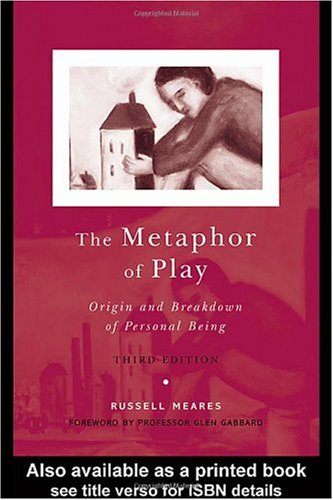 The Metaphor
of Play
Origin and Breakdown
of Personal Being
THIRD EDITION
RUSSELL MEARES
FOREWORD BY PROFESSOR GLEN GABBARD
Also available as a printed book
see title verso for ISBN details